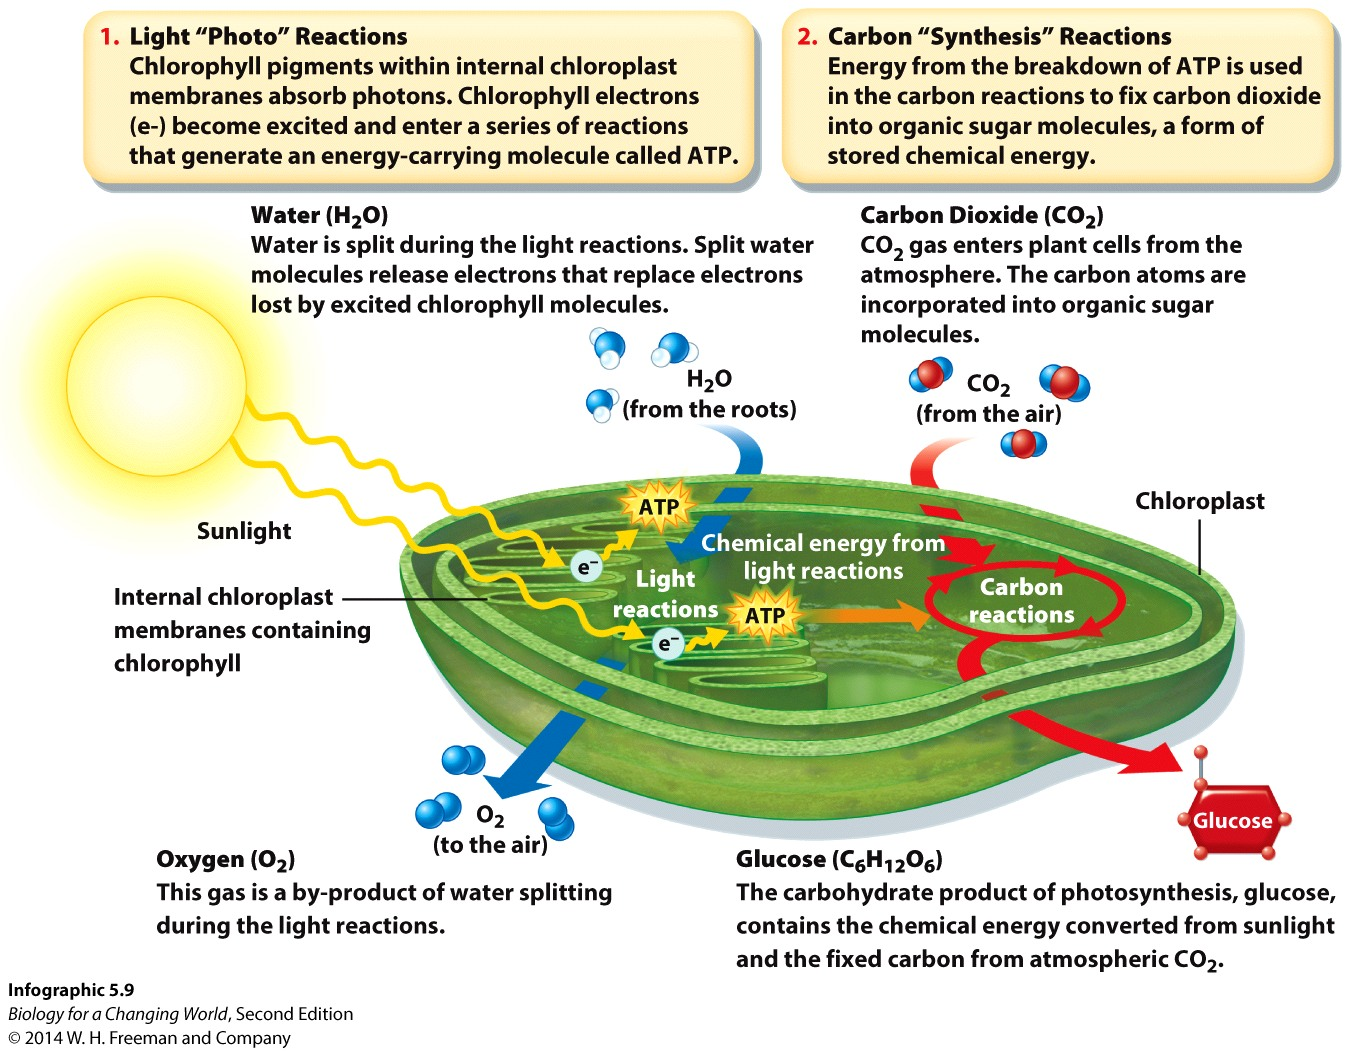 1. Light “Photo” Reactions
Chlorophyll pigments within internal chloroplast
membranes absorb photons. Chlorophyll electrons
(e-) become excited and enter a series of reactions
that generate an energy-carrying molecule called ATP.
2. Carbon “Synthesis” Reactions
Energy from the breakdown of ATP is used
in the carbon reactions to fix carbon dioxide
into organic sugar molecules, a form of
stored chemical energy.
Water (H₂O)
Water is split during the light reactions. Split water
molecules release electrons that replace electrons
lost by excited chlorophyll molecules.
Carbon Dioxide (CO₂)
CO₂ gas enters plant cells from the
atmosphere. The carbon atoms are
incorporated into organic sugar
molecules.
H₂O
(from the roots)
CO₂
(from the air)
Chloroplast
Sunlight
ATP
e⁻
Chemical energy from
light reactions
Light
reactions
Carbon
reactions
Internal chloroplast
membranes containing
chlorophyll
ATP
e⁻
O₂
(to the air)
Glucose
Oxygen (O₂)
This gas is a by-product of water splitting
during the light reactions.
Glucose (C₆H₁₂O₆)
The carbohydrate product of photosynthesis, glucose,
contains the chemical energy converted from sunlight
and the fixed carbon from atmospheric CO₂.
Infographic 5.9
Biology for a Changing World, Second Edition
© 2014 W. H. Freeman and Company